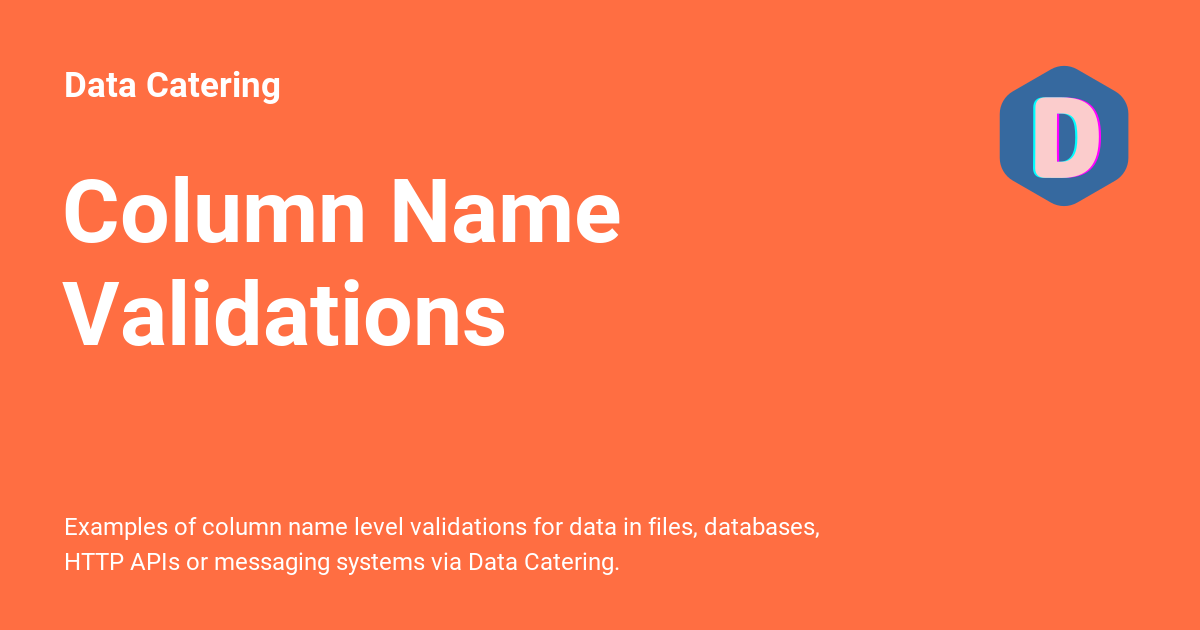 Data Catering
D
Column Name
Validations
Examples of column name level validations for data in files, databases,
HTTP APIs or messaging systems via Data Catering.